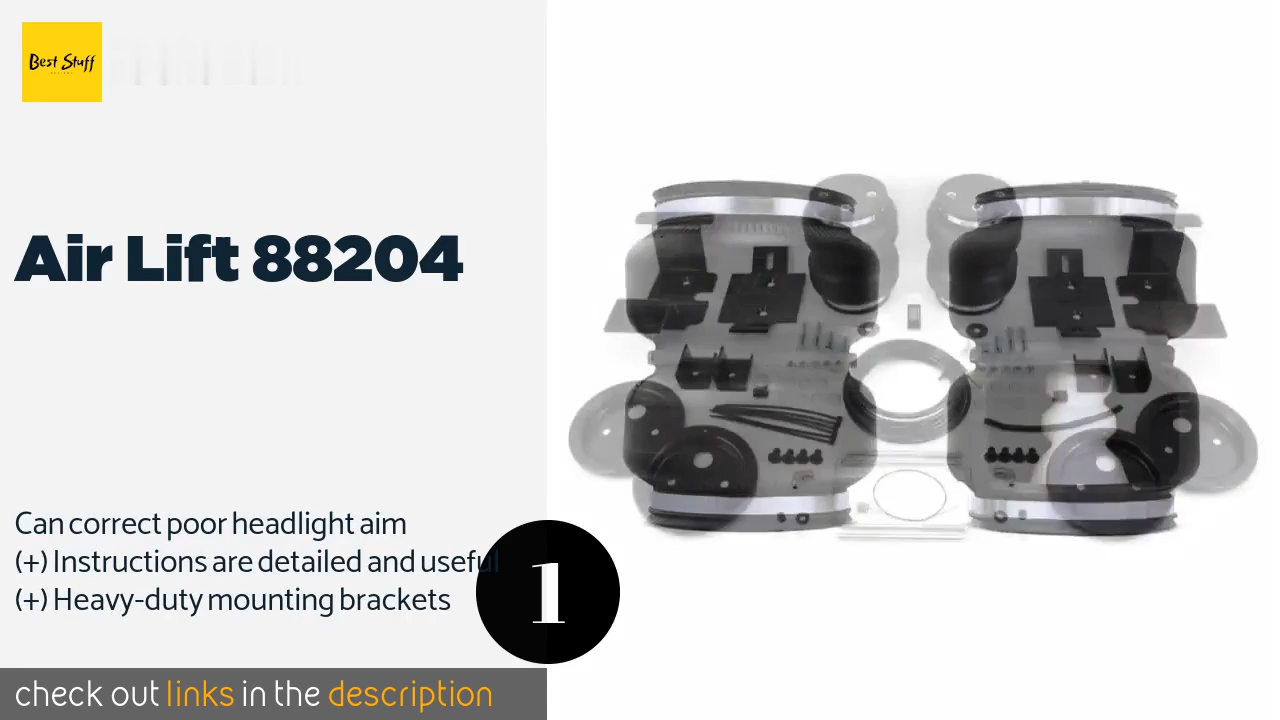 Best Stuff
Air Lift 88204
Can correct poor headlight aim
(+) Instructions are detailed and useful
(+) Heavy-duty mounting brackets
1
check out links in the description